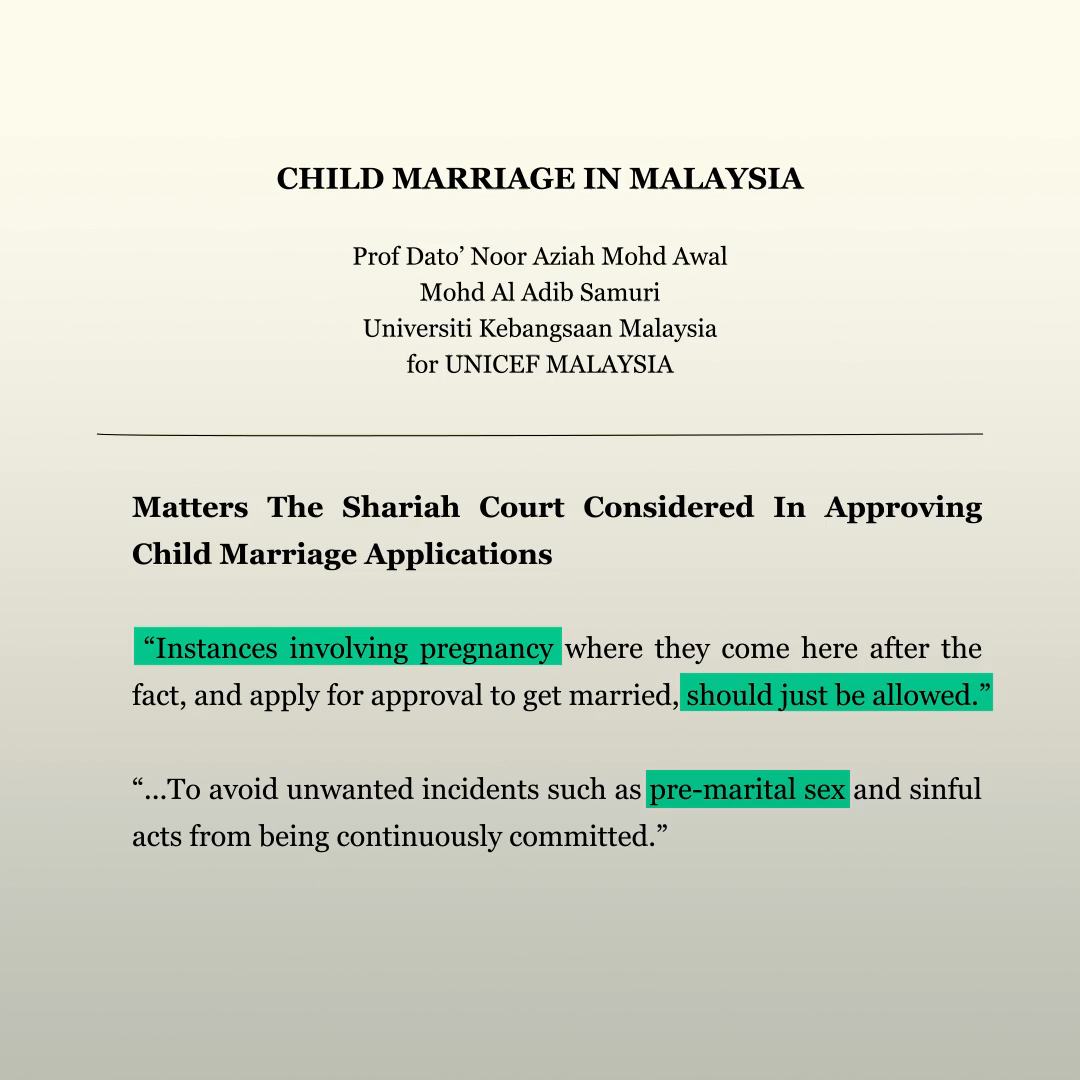 CHILD MARRIAGE IN MALAYSIA
Prof Dato’ Noor Aziah Mohd Awal
Mohd Al Adib Samuri
Universiti Kebangsaan Malaysia
for UNICEF MALAYSIA
Matters The Shariah Court Considered In Approving
Child Marriage Applications
“Instances involving pregnancy where they come here after the
fact, and apply for approval to get married, should just be allowed.”
“...To avoid unwanted incidents such as pre-marital sex and sinful
acts from being continuously committed.”